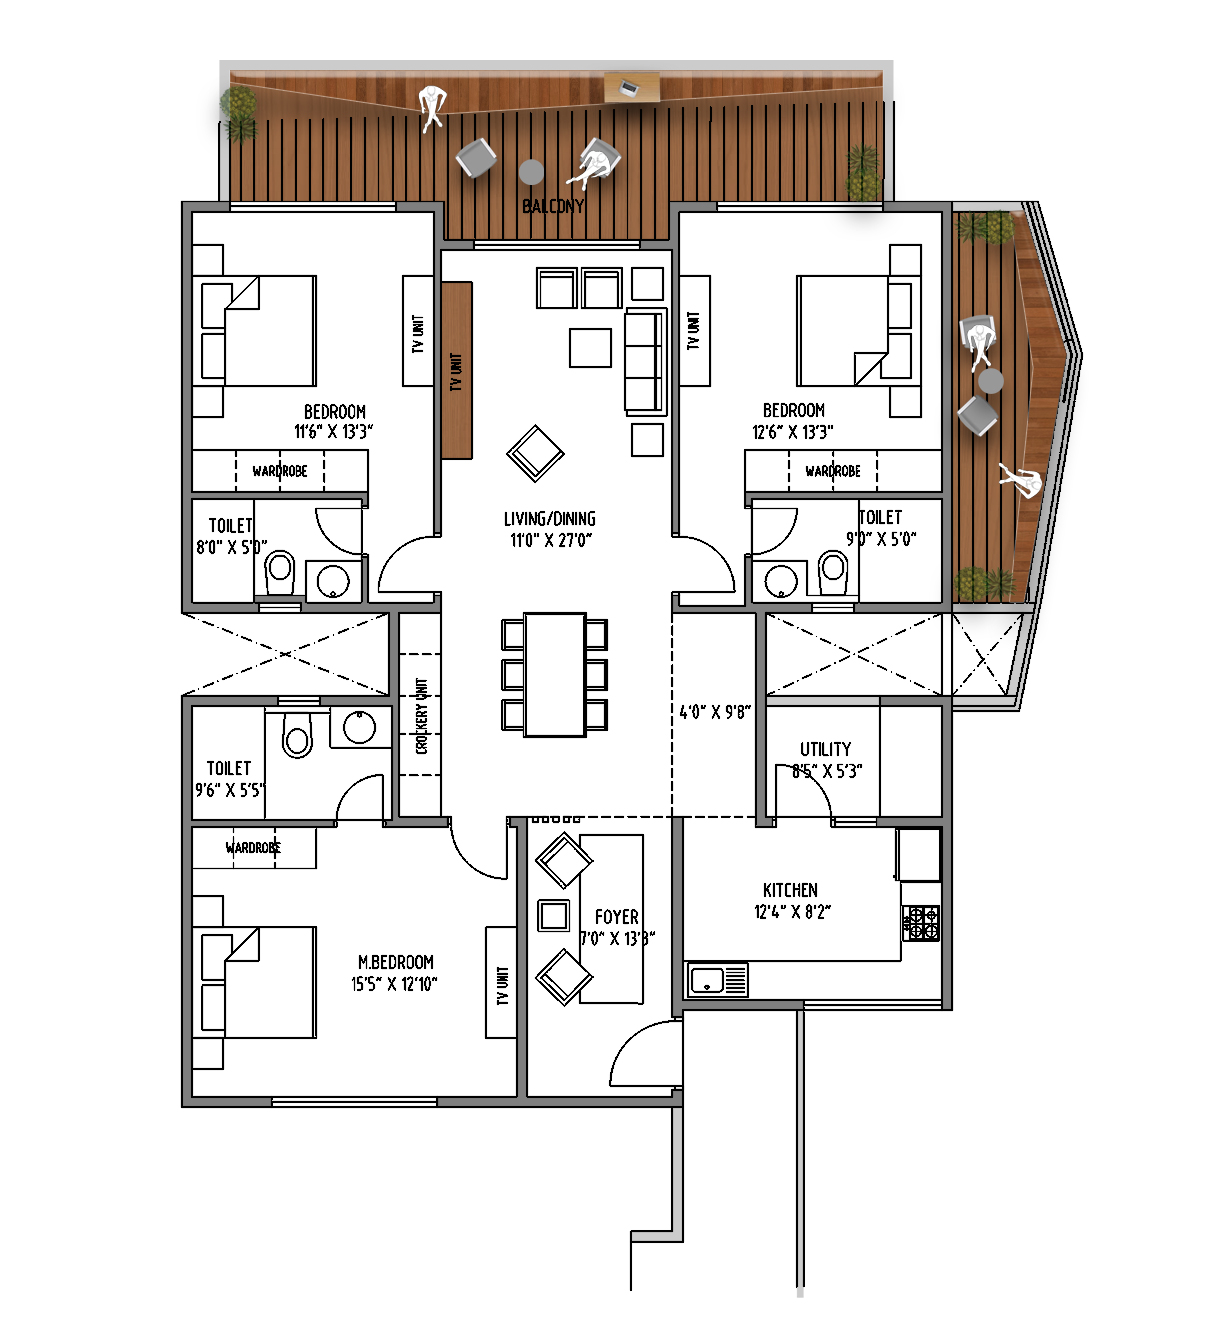 BALCONY
TV UNIT
TV UNIT
TV UNIT
BEDROOM
11'6" X 13'3"
BEDROOM
12'6" X 13'3"
WARDROBE
WARDROBE
TOILET
8'0" X 5'0"
LIVING/DINING
11'0" X 27'0"
TOILET
9'0" X 5'0"
CROCKERY UNIT
4'0" X 9'8"
UTILITY
8'5" X 5'3"
TOILET
9'6" X 5'5"
WARDROBE
KITCHEN
12'4" X 8'2"
FOYER
7'0" X 13'3"
M.BEDROOM
15'5" X 12'10"
TV UNIT